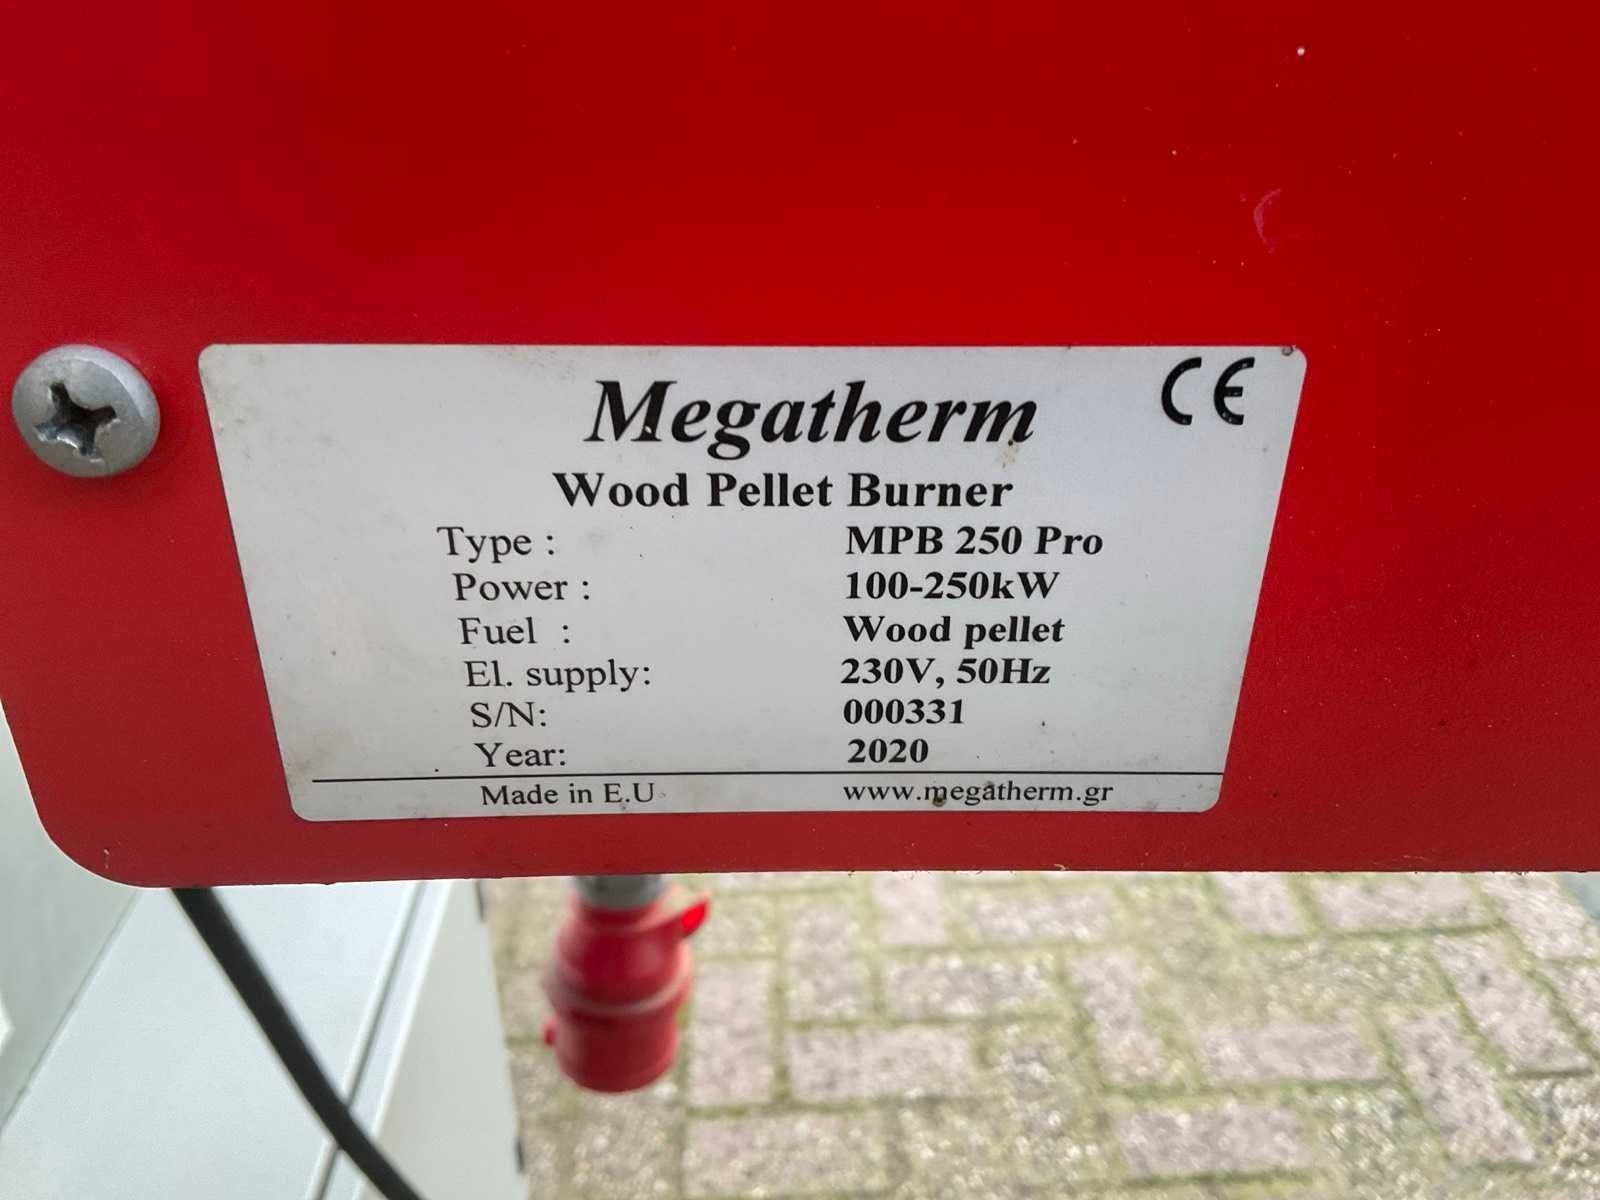 Megatherm CE
Wood Pellet Burner
Type : MPB 250 Pro
Power : 100-250kW
Fuel : Wood pellet
El. supply: 230V, 50Hz
S/N: 000331
Year: 2020
Made in E.U www.megatherm.gr